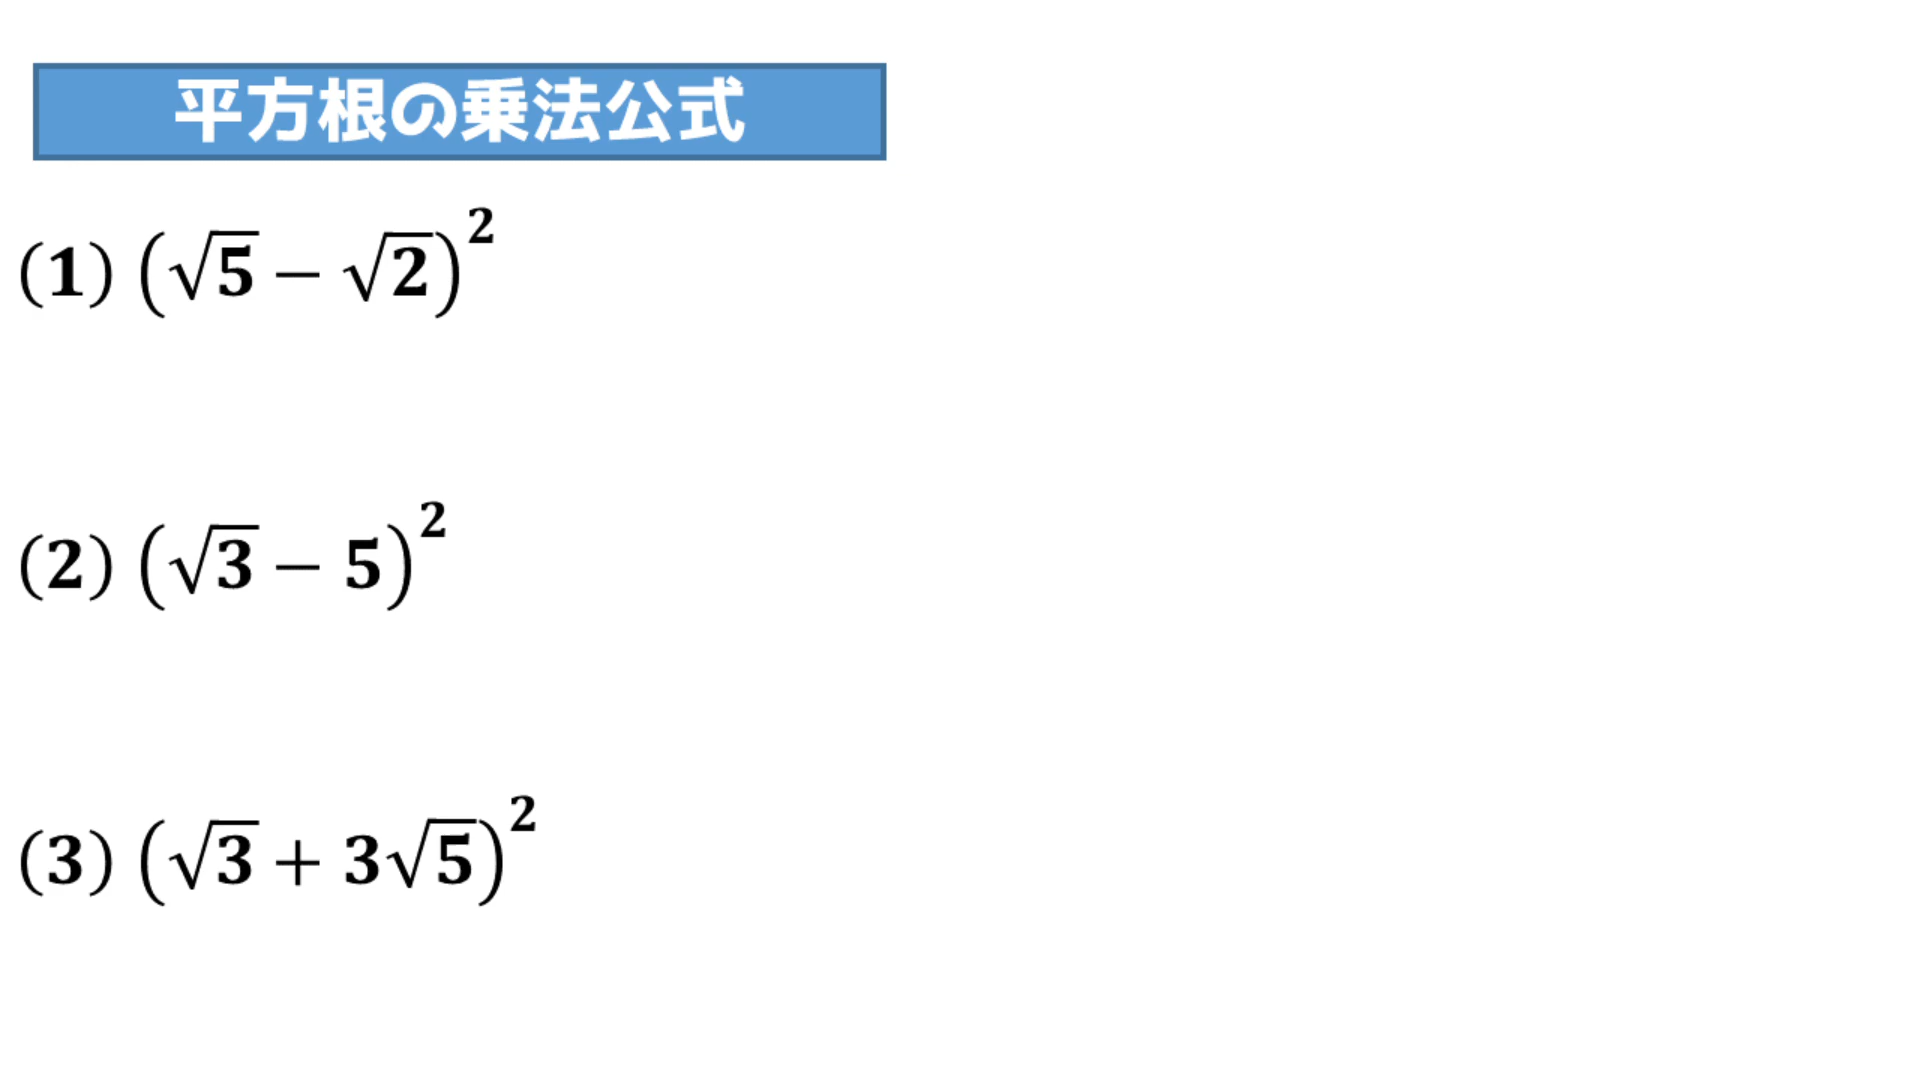 平方根の乗法公式
(1) (√5 − √2)²
(2) (√3 − 5)²
(3) (√3 + 3√5)²